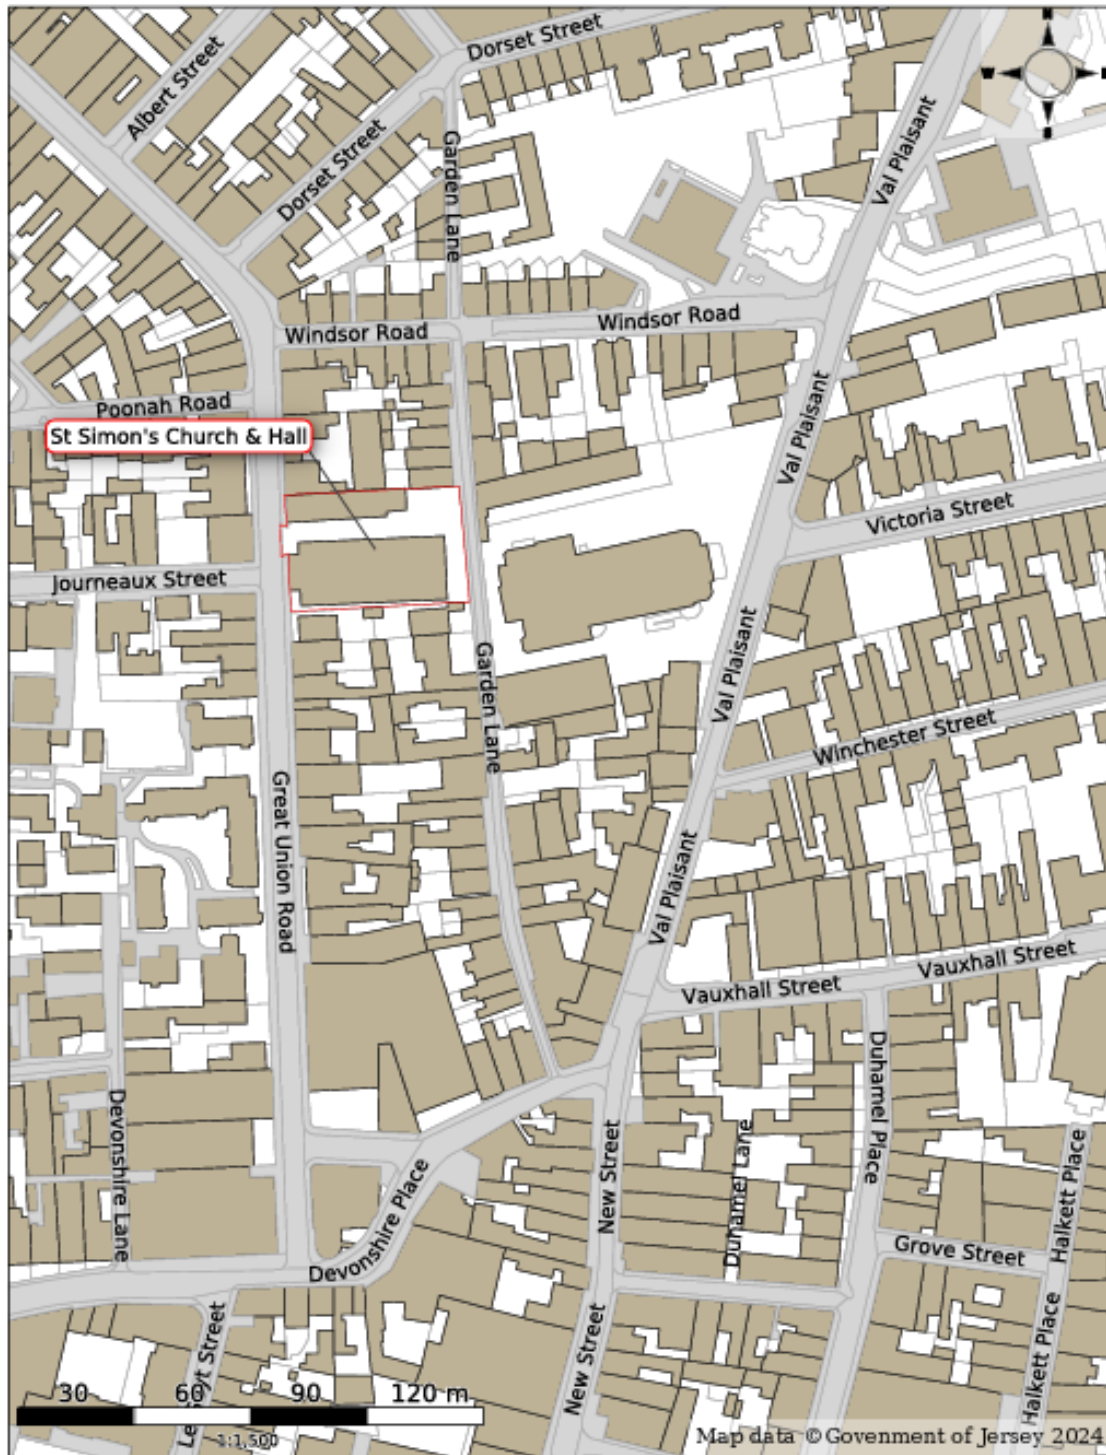 Dorset Street
Albert Street
Val Plaisant
Garden Lane
Dorset Street
Windsor Road
Windsor Road
Poonah Road
Val Plaisant
St Simon's Church & Hall
Victoria Street
Journeaux Street
Val Plaisant
Garden Lane
Winchester Street
Great Union Road
Val Plaisant
Vauxhall Street
Vauxhall Street
Duhamel Place
Devonshire Lane
New Street
Duhamel Lane
Halkett Place
Devonshire Place
Grove Street
New Street
Halkett Place
30 60 90 120 m
1:1,500
Map data © Govenment of Jersey 2024